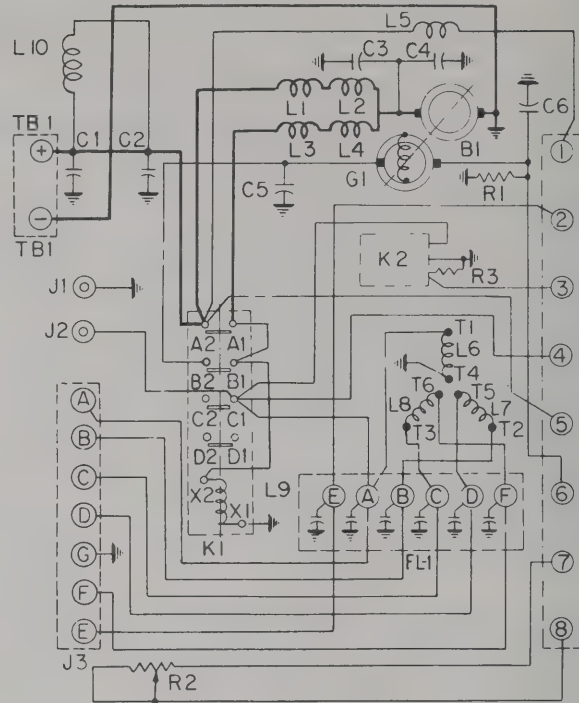 L10
L5
C3 C4
TB1
C1 C2
L1 L2
L3 L4
B1
C6
+
−
TB1
C5
G1
R1
1
2
K2
R3
3
J1
J2
A2 A1
B2 B1
C2 C1
D2 D1
X2
X1
L9
K1
T1
L6
T4
T6 T5
L8 L7
T3 T2
4
5
6
7
8
A
B
C
D
G
F
E
J3
E A B C D F
FL-1
R2